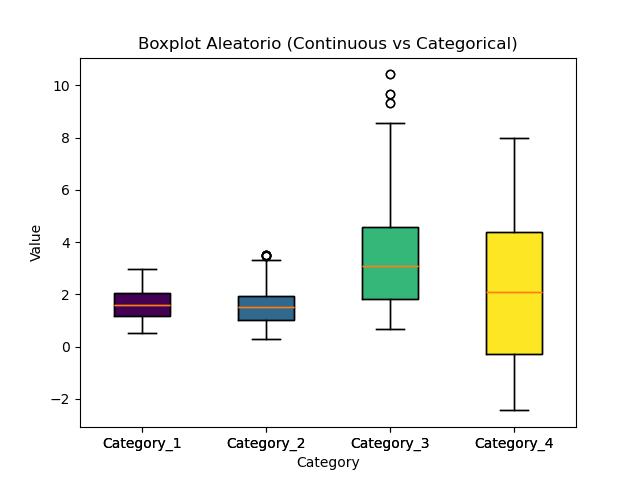 Boxplot Aleatorio (Continuous vs Categorical)
Value
10
8
6
4
2
0
−2
Category_1 Category_2 Category_3 Category_4
Category